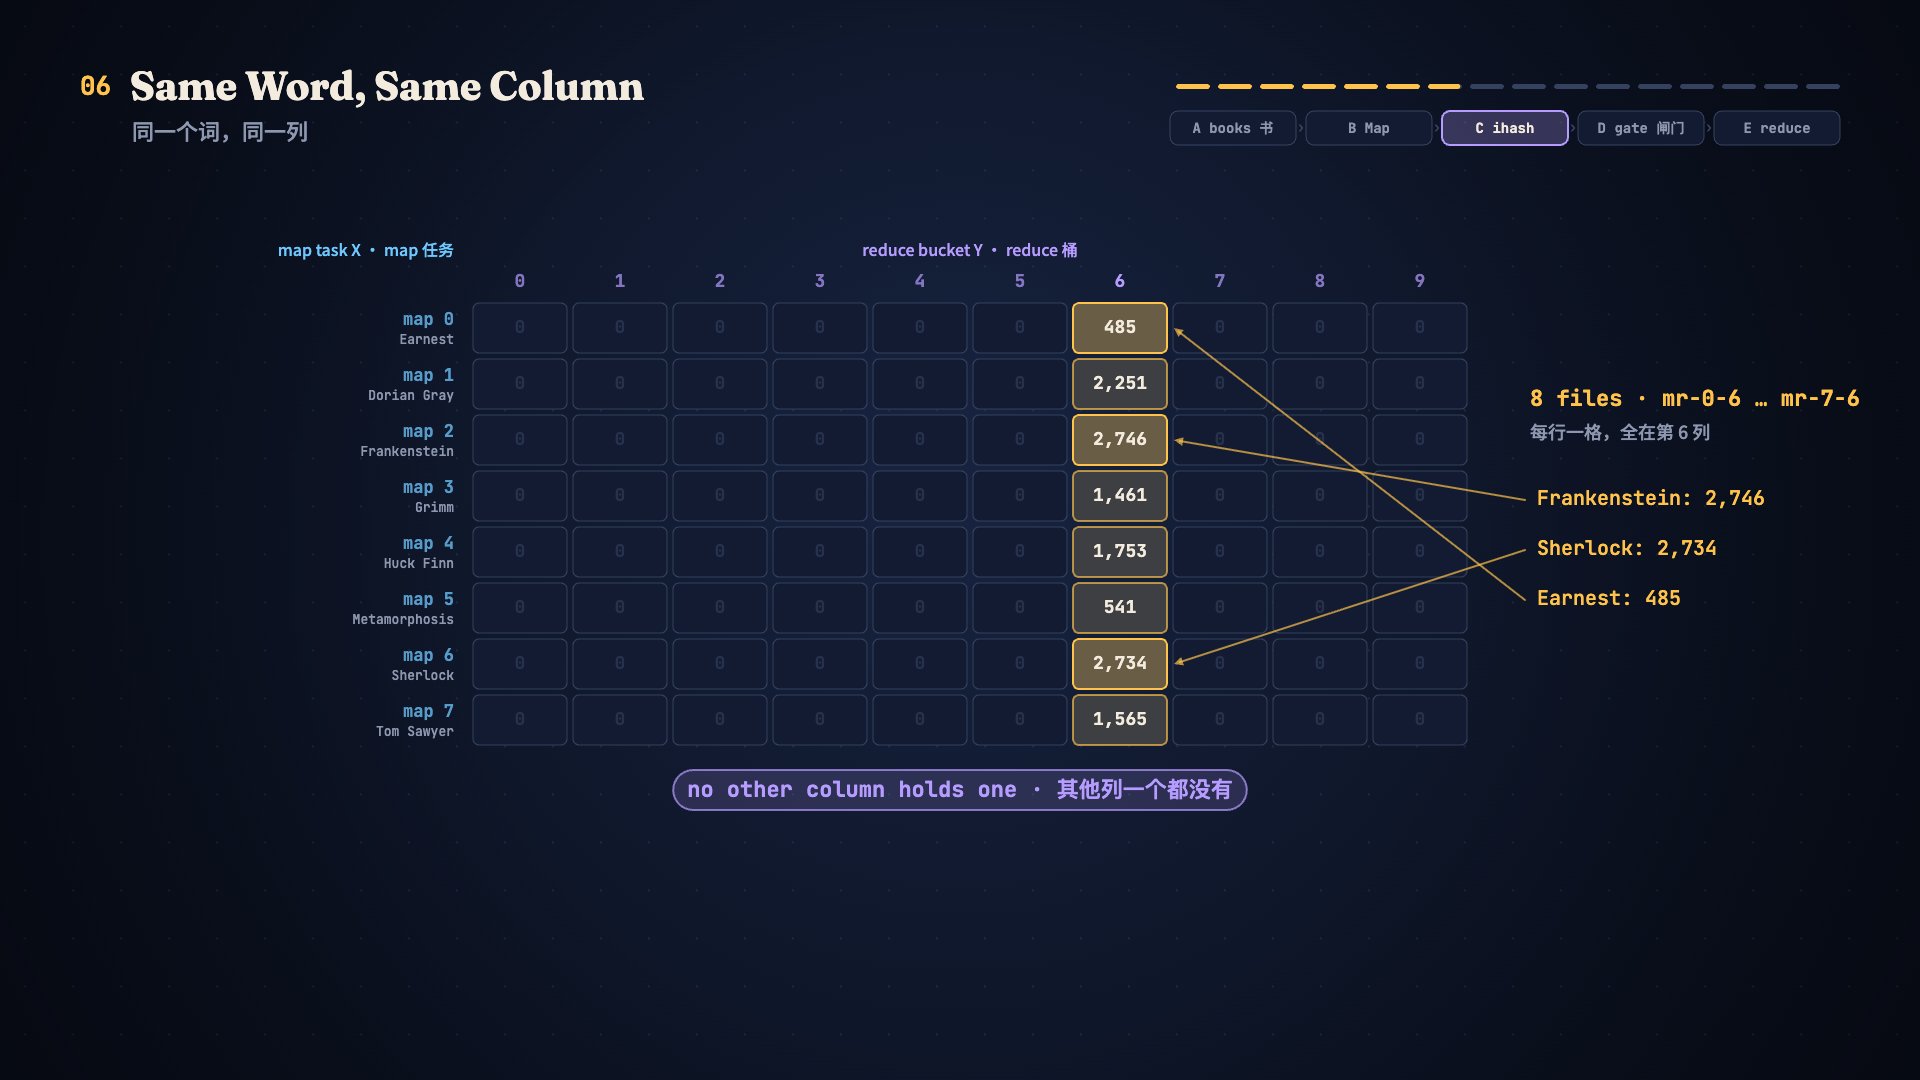 06 Same Word, Same Column
同一个词，同一列
A books 书 › B Map › C ihash › D gate 闸门 › E reduce
map task X · map 任务
reduce bucket Y · reduce 桶
0 1 2 3 4 5 6 7 8 9
map 0 0 0 0 0 0 0 485 0 0 0
Earnest
map 1 0 0 0 0 0 0 2,251 0 0 0
Dorian Gray
map 2 0 0 0 0 0 0 2,746 0 0 0
Frankenstein
map 3 0 0 0 0 0 0 1,461 0 0 0
Grimm
map 4 0 0 0 0 0 0 1,753 0 0 0
Huck Finn
map 5 0 0 0 0 0 0 541 0 0 0
Metamorphosis
map 6 0 0 0 0 0 0 2,734 0 0 0
Sherlock
map 7 0 0 0 0 0 0 1,565 0 0 0
Tom Sawyer
8 files · mr-0-6 … mr-7-6
每行一格，全在第 6 列
Frankenstein: 2,746
Sherlock: 2,734
Earnest: 485
no other column holds one · 其他列一个都没有